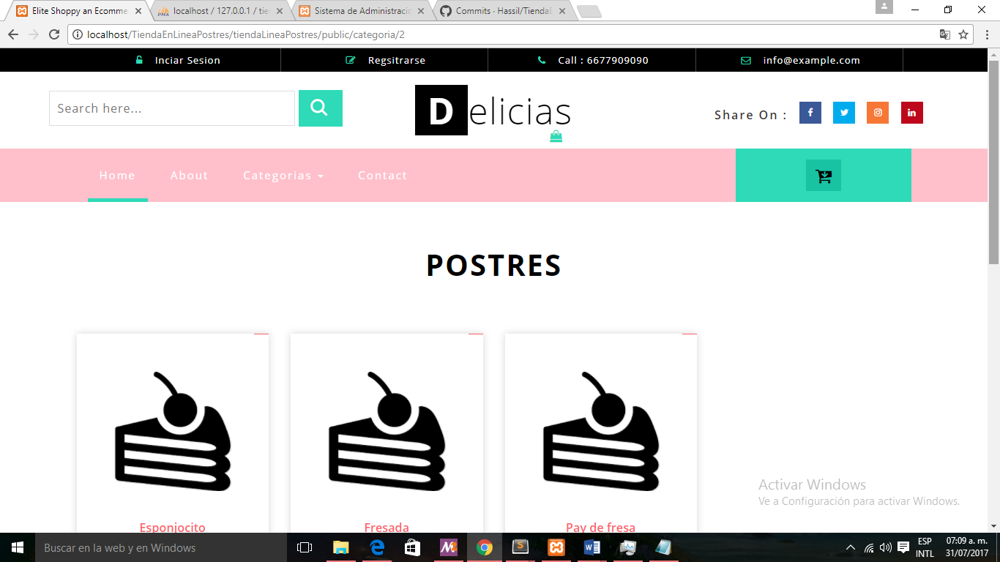 Elite Shoppy an Ecomme
localhost / 127.0.0.1 / tie
Sistema de Administració
Commits - Hassil/TiendaE
localhost/TiendaEnLineaPostres/tiendaLineaPostres/public/categoria/2
Inciar Sesion
Regsitrarse
Call : 6677909090
info@example.com
Search here...
Delicias
Share On :
Home
About
Categorias
Contact
POSTRES
Esponjocito
Fresada
Pay de fresa
Activar Windows
Ve a Configuración para activar Windows.
Buscar en la web y en Windows
ESP
INTL
07:09 a. m.
31/07/2017